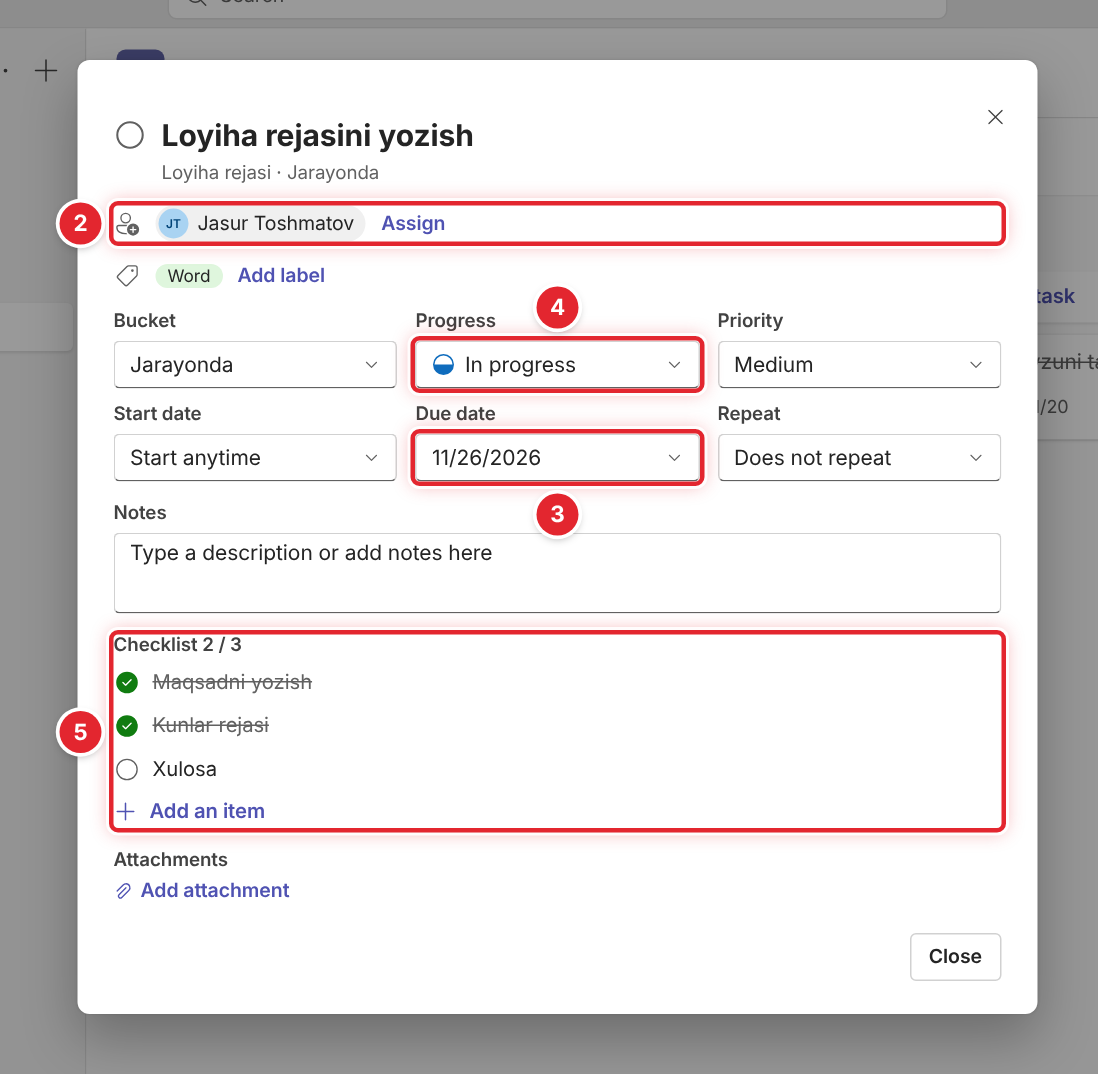 Loyiha rejasini yozish
Loyiha rejasi · Jarayonda
2
JT Jasur Toshmatov Assign
Word Add label
4
Bucket Progress Priority
Jarayonda In progress Medium
Start date Due date Repeat
Start anytime 11/26/2026 Does not repeat
3
Notes
Type a description or add notes here
Checklist 2 / 3
Maqsadni yozish
Kunlar rejasi
5
Xulosa
Add an item
Attachments
Add attachment
Close
task
/20